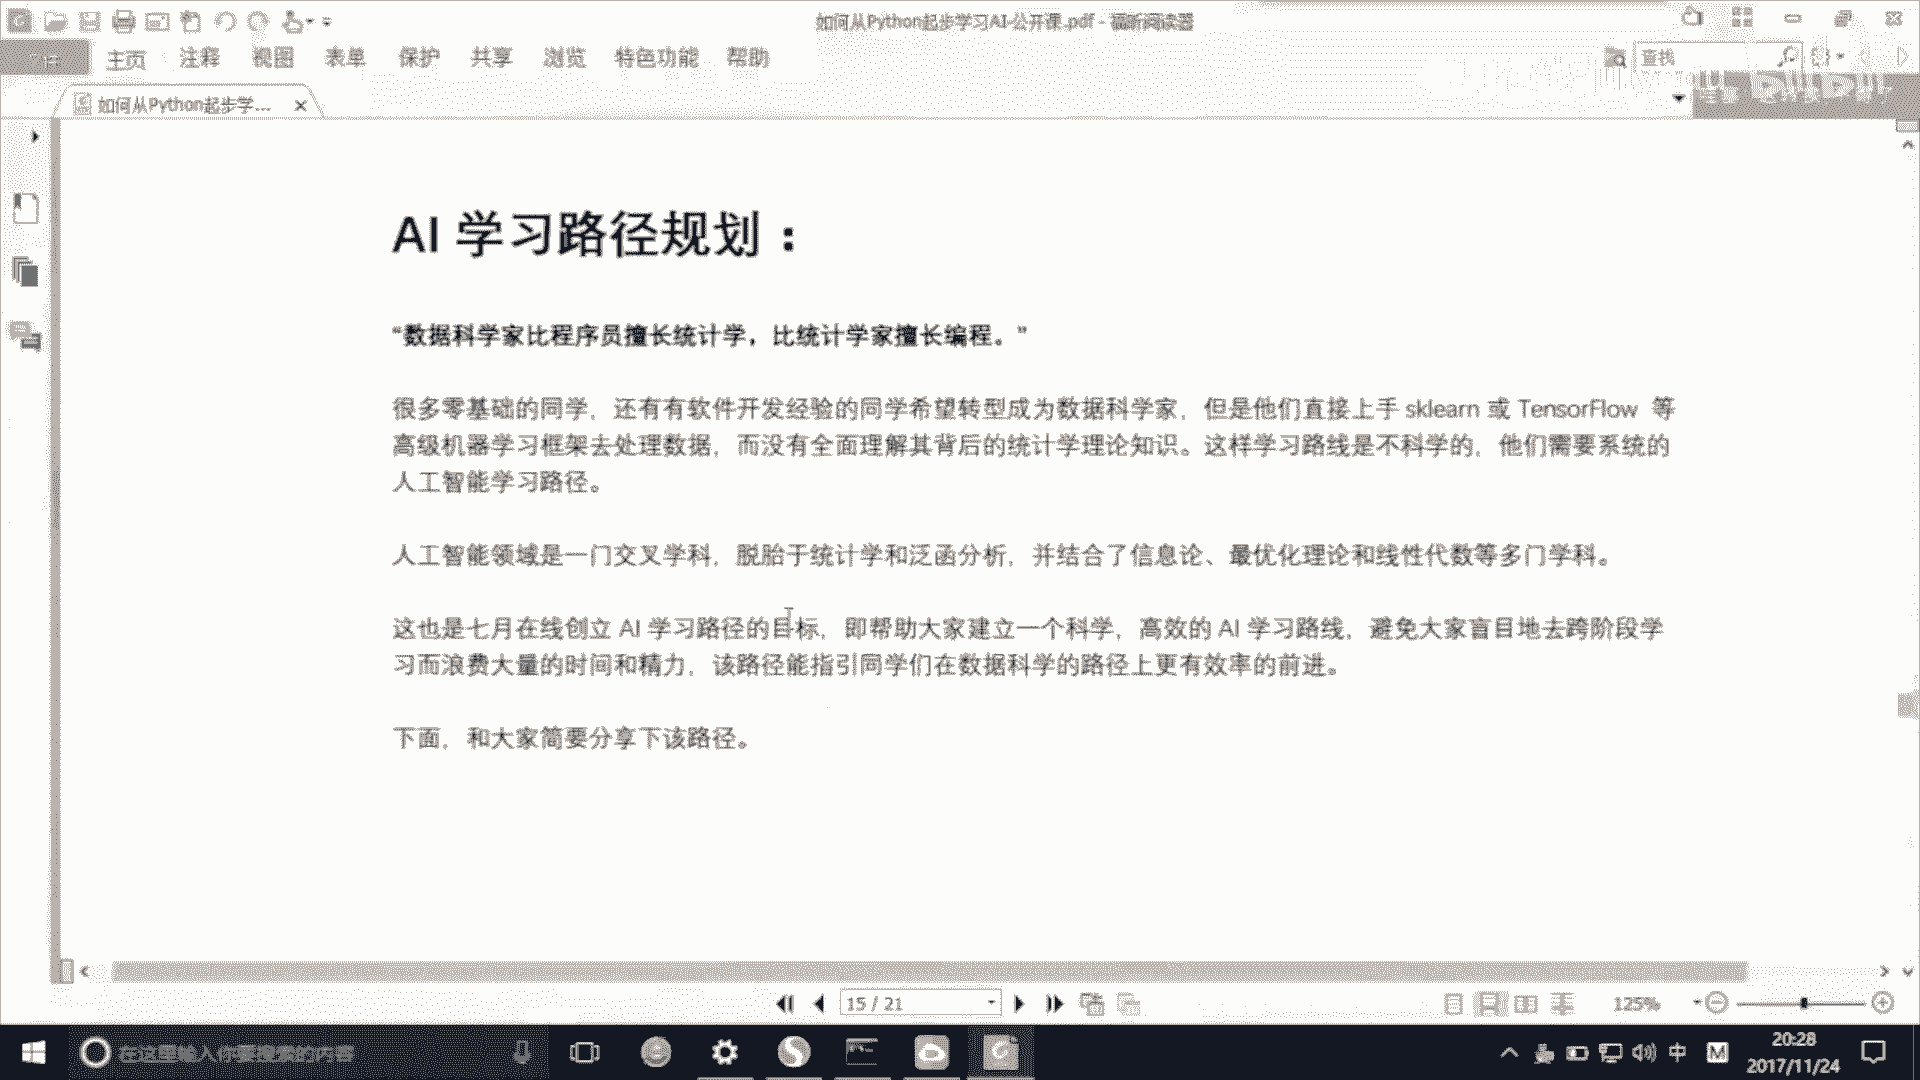 如何从Python起步学习AI-公开课.pdf - 福昕阅读器
主页 注释 视图 表单 保护 共享 浏览 特色功能 帮助
查找
如何从Python起步学...
AI 学习路径规划：
“数据科学家比程序员擅长统计学，比统计学家擅长编程。”
很多零基础的同学，还有有软件开发经验的同学希望转型成为数据科学家，但是他们直接上手 sklearn 或 TensorFlow 等
高级机器学习框架去处理数据，而没有全面理解其背后的统计学理论知识。这样学习路线是不科学的，他们需要系统的
人工智能学习路径。
人工智能领域是一门交叉学科，脱胎于统计学和泛函分析，并结合了信息论、最优化理论和线性代数等多门学科。
这也是七月在线创立 AI 学习路径的目标，即帮助大家建立一个科学，高效的 AI 学习路线，避免大家盲目地去跨阶段学
习而浪费大量的时间和精力，该路径能指引同学们在数据科学的路径上更有效率的前进。
下面，和大家简要分享下该路径。
15 / 21
125%
在这里输入你要搜索的内容
中
M
20:28
2017/11/24